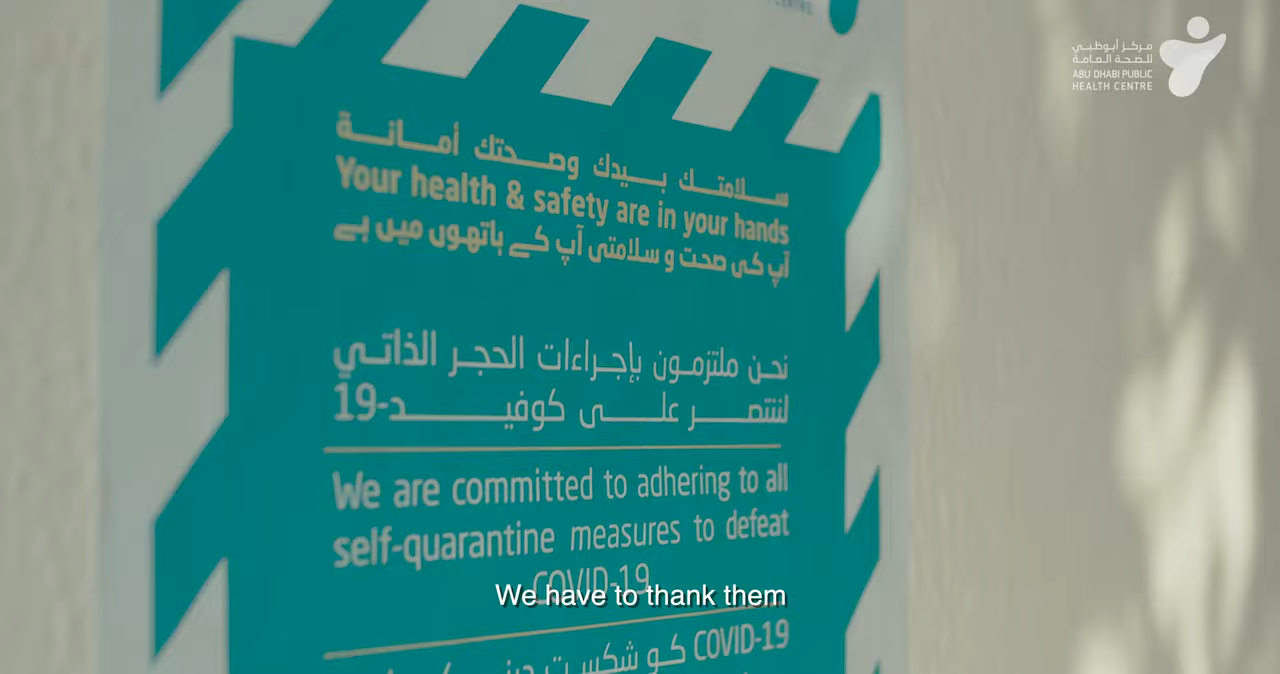 مركز أبوظبي
للصحة العامة
ABU DHABI PUBLIC
HEALTH CENTRE
سلامتك بيدك وصحتك أمانة
Your health & safety are in your hands
آپ کی صحت و سلامتی آپ کے ہاتھوں میں ہے
نحن ملتزمون بإجراءات الحجر الذاتي
لننتصر على كوفيد-19
We are committed to adhering to all
self-quarantine measures to defeat
COVID-19
We have to thank them
COVID-19 کو شکست